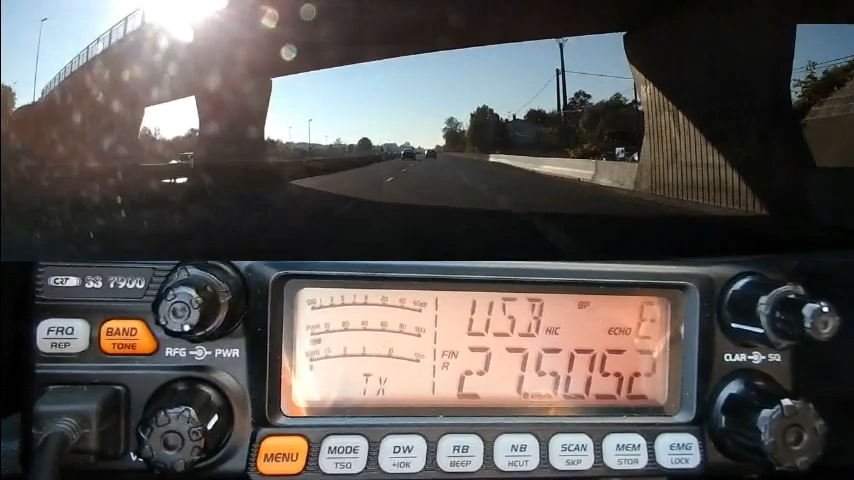 CRT SS 7900
FRQ
REP
BAND
TONE
RFG PWR
USB
HIC
BP
ECHO
E
FIN
R
27.5052
TX
CLAR SQ
MENU
MODE
TSQ
DW
+10K
RB
BEEP
NB
HCUT
SCAN
SKP
MEM
STOR
EMG
LOCK